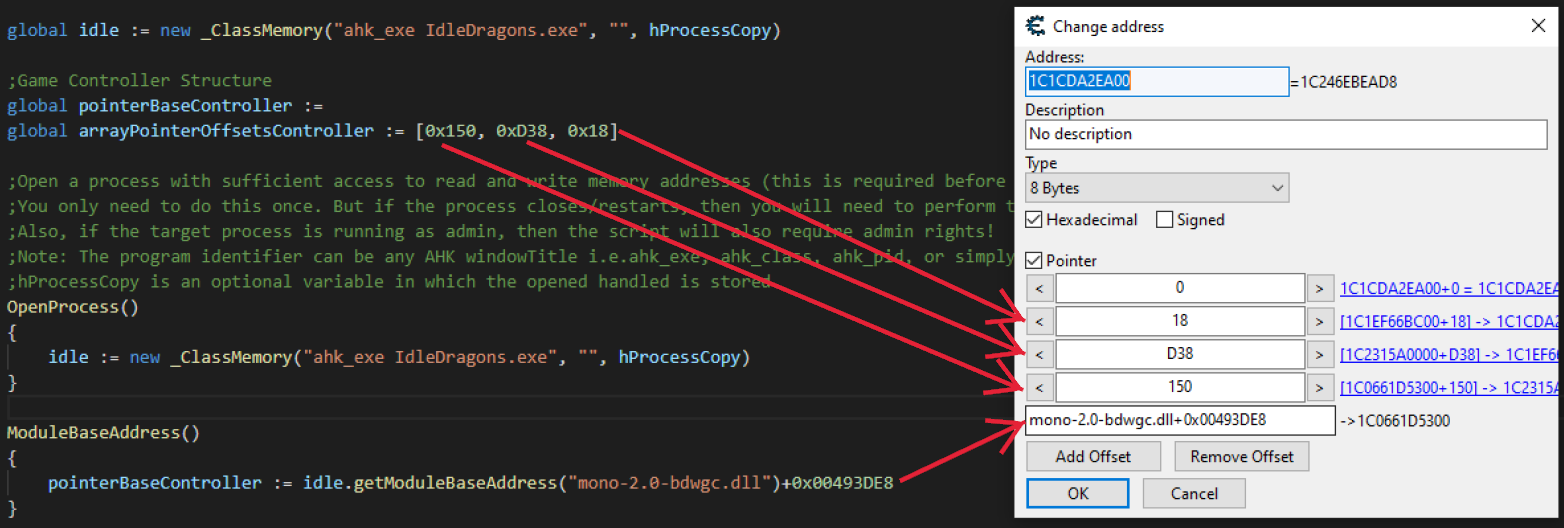 global idle := new _ClassMemory("ahk_exe IdleDragons.exe", "", hProcessCopy)
;Game Controller Structure
global pointerBaseController :=
global arrayPointerOffsetsController := [0x150, 0xD38, 0x18]
;Open a process with sufficient access to read and write memory addresses (this is required before
;You only need to do this once. But if the process closes/restarts, then you will need to perform t
;Also, if the target process is running as admin, then the script will also require admin rights!
;Note: The program identifier can be any AHK windowTitle i.e.ahk_exe, ahk_class, ahk_pid, or simply
;hProcessCopy is an optional variable in which the opened handled is stored
OpenProcess()
{
idle := new _ClassMemory("ahk_exe IdleDragons.exe", "", hProcessCopy)
}
ModuleBaseAddress()
{
pointerBaseController := idle.getModuleBaseAddress("mono-2.0-bdwgc.dll")+0x00493DE8
}
Change address
Address:
1C1CDA2EA00 =1C246EBEAD8
Description
No description
Type
8 Bytes
Hexadecimal Signed
Pointer
< 0 > 1C1CDA2EA00+0 = 1C1CDA2EA
< 18 > [1C1EF66BC00+18] -> 1C1CDA2
< D38 > [1C2315A0000+D38] -> 1C1EF66
< 150 > [1C0661D5300+150] -> 1C2315A
mono-2.0-bdwgc.dll+0x00493DE8 ->1C0661D5300
Add Offset Remove Offset
OK Cancel